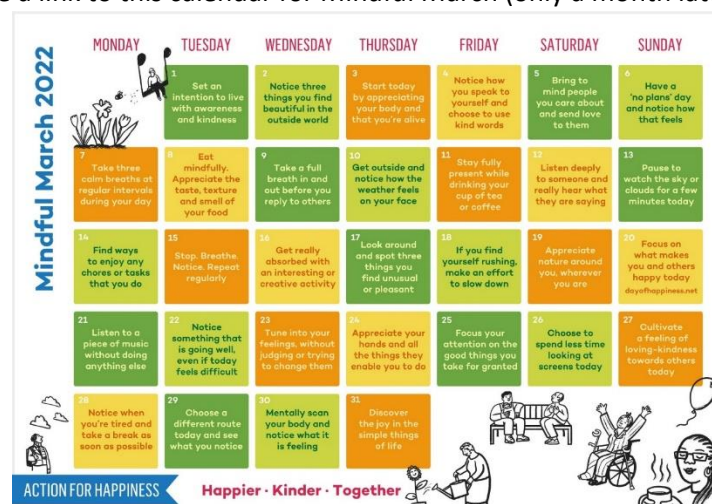 Mindful March 2022
MONDAY TUESDAY WEDNESDAY THURSDAY FRIDAY SATURDAY SUNDAY
1
Set an
intention to live
with awareness
and kindness
2
Notice three
things you find
beautiful in the
outside world
3
Start today
by appreciating
your body and
that you're alive
4
Notice how
you speak to
yourself and
choose to use
kind words
5
Bring to
mind people
you care about
and send love
to them
6
Have a
'no plans' day
and notice how
that feels
7
Take three
calm breaths at
regular intervals
during your day
8
Eat
mindfully.
Appreciate the
taste, texture
and smell of
your food
9
Take a full
breath in and
out before you
reply to others
10
Get outside and
notice how the
weather feels
on your face
11
Stay fully
present while
drinking your
cup of tea
or coffee
12
Listen deeply
to someone and
really hear what
they are saying
13
Pause to
watch the sky or
clouds for a few
minutes today
14
Find ways
to enjoy any
chores or tasks
that you do
15
Stop. Breathe.
Notice. Repeat
regularly
16
Get really
absorbed with
an interesting or
creative activity
17
Look around
and spot three
things you
find unusual
or pleasant
18
If you find
yourself rushing,
make an effort
to slow down
19
Appreciate
nature around
you, wherever
you are
20
Focus on
what makes
you and others
happy today
dayofhappiness.net
21
Listen to a
piece of music
without doing
anything else
22
Notice
something that
is going well,
even if today
feels difficult
23
Tune into your
feelings, without
judging or trying
to change them
24
Appreciate your
hands and all
the things they
enable you to do
25
Focus your
attention on the
good things you
take for granted
26
Choose to
spend less time
looking at
screens today
27
Cultivate
a feeling of
loving-kindness
towards others
today
28
Notice when
you're tired and
take a break as
soon as possible
29
Choose a
different route
today and see
what you notice
30
Mentally scan
your body and
notice what it
is feeling
31
Discover
the joy in the
simple things
of life
ACTION FOR HAPPINESS
Happier · Kinder · Together